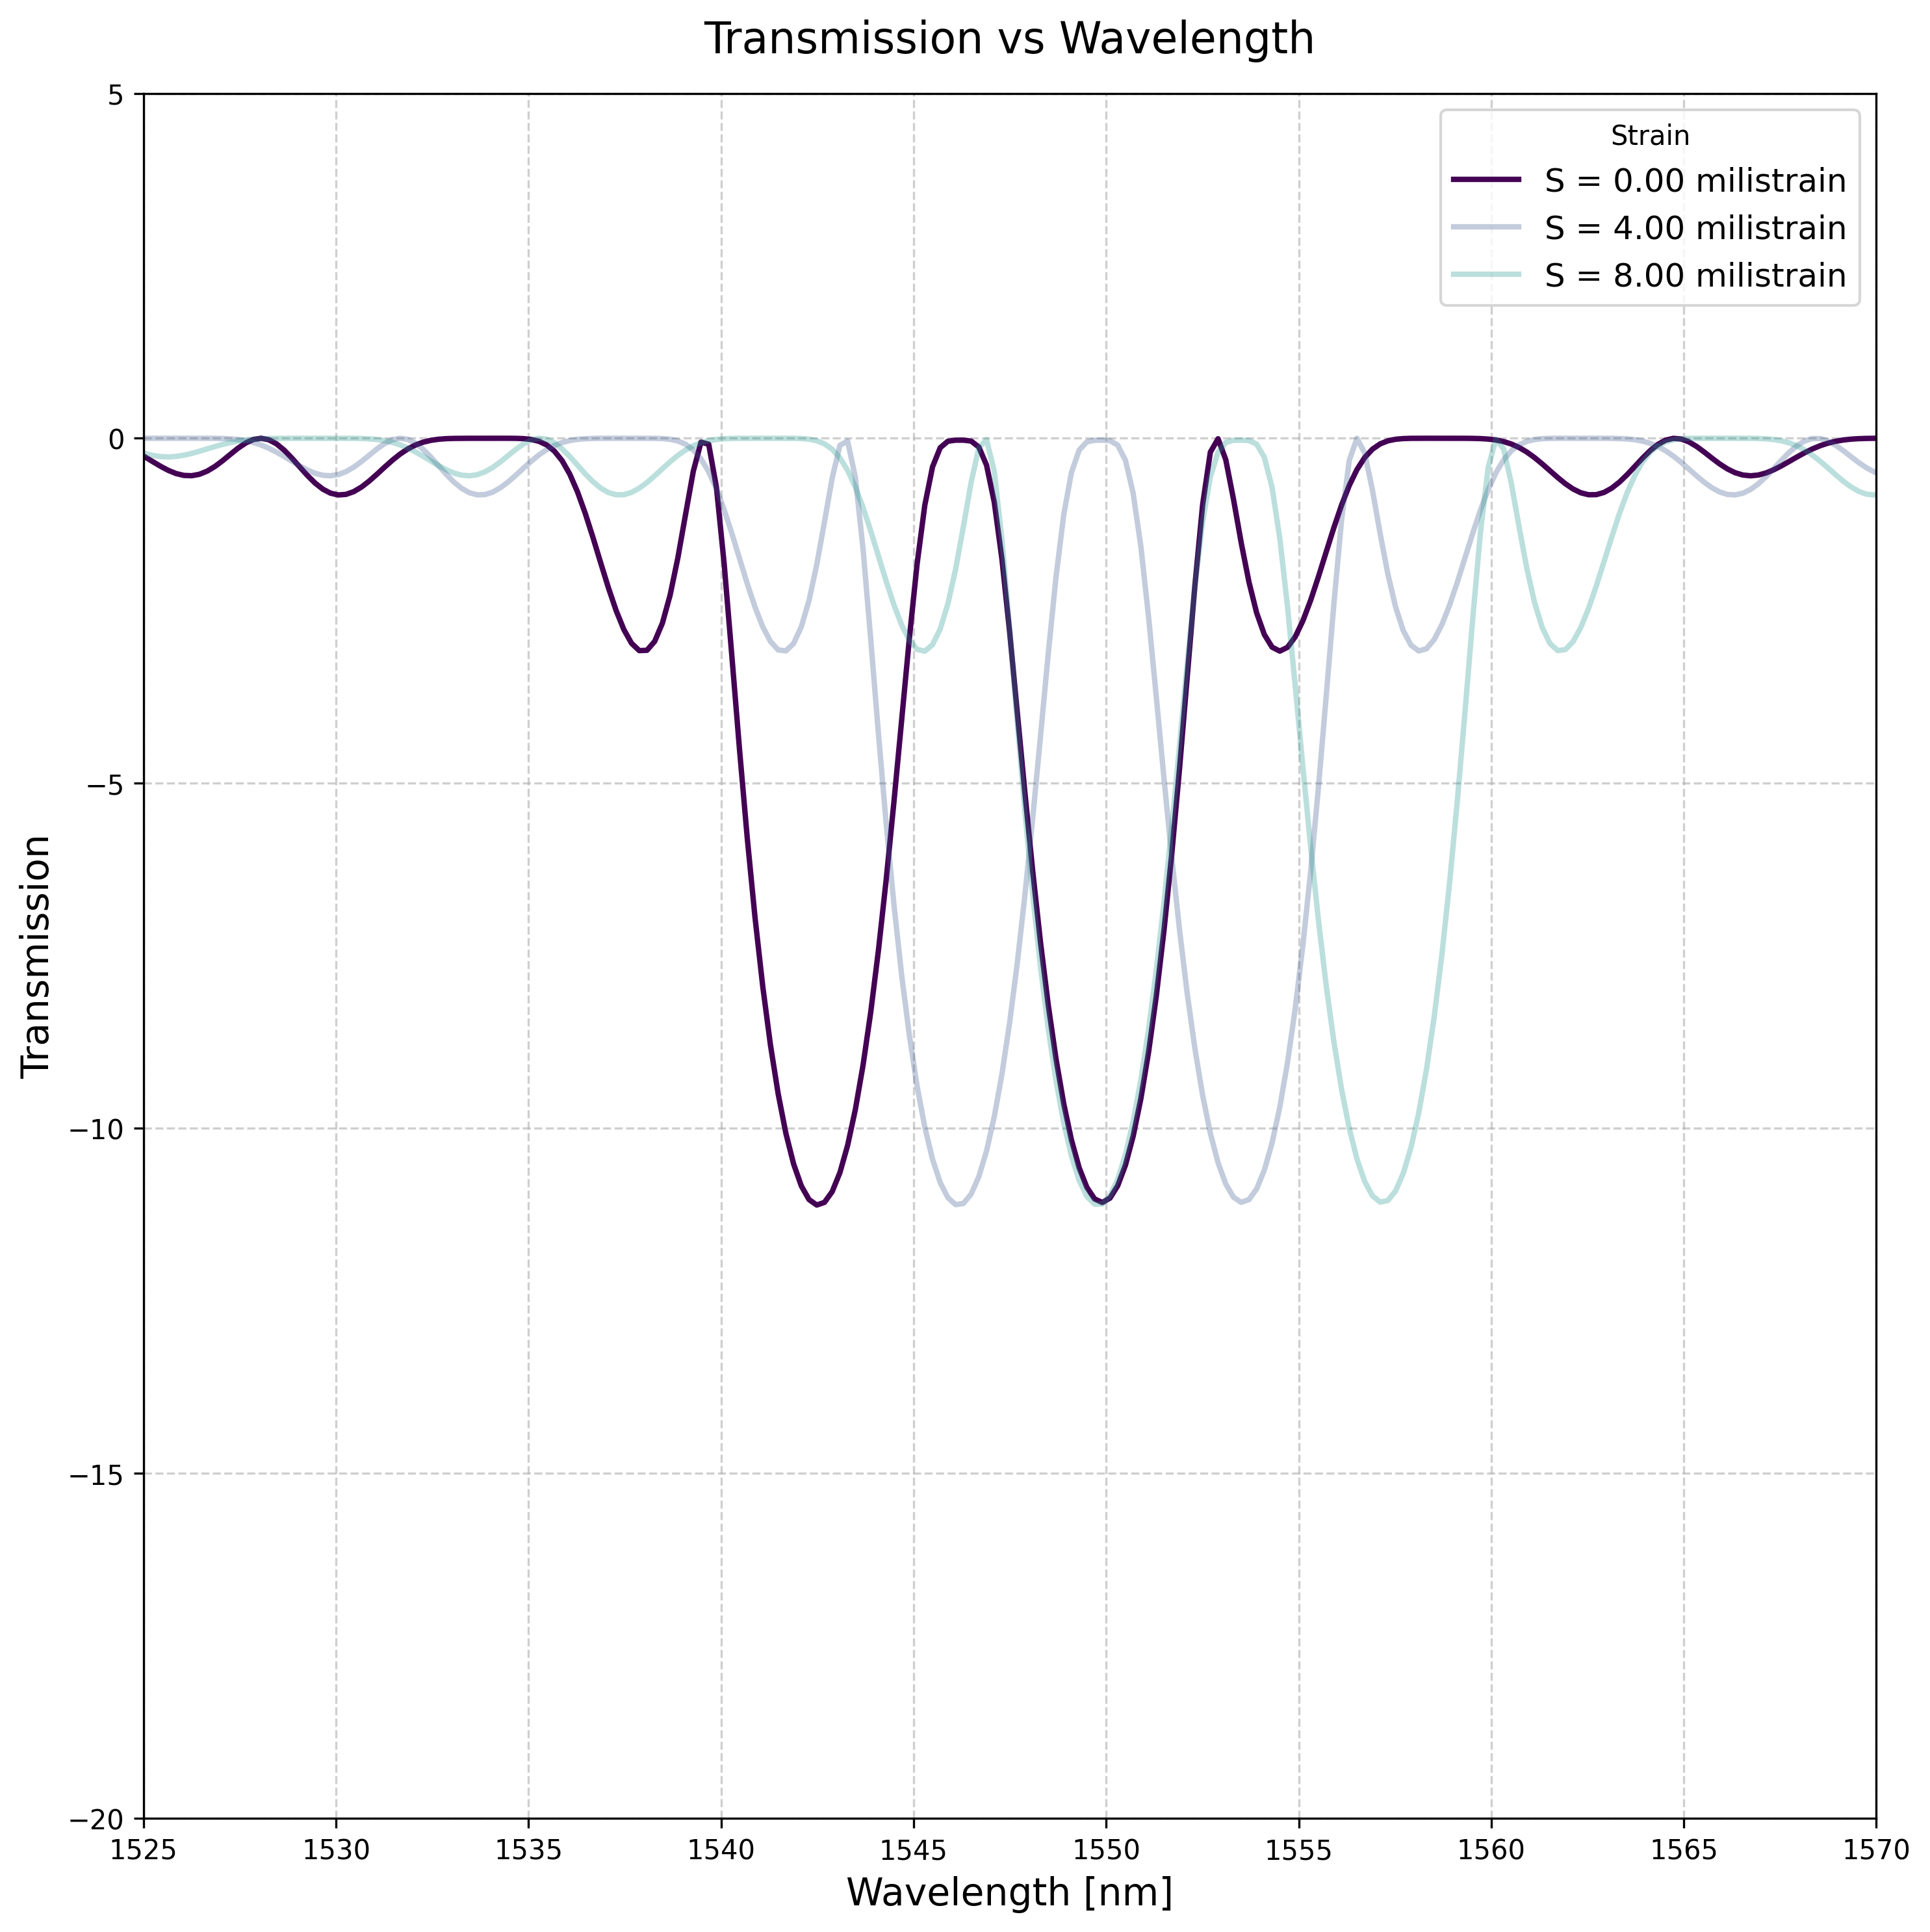 Transmission vs Wavelength
Strain
S = 0.00 milistrain
S = 4.00 milistrain
S = 8.00 milistrain
5
0
−5
−10
−15
−20
Transmission
1525 1530 1535 1540 1545 1550 1555 1560 1565 1570
Wavelength [nm]